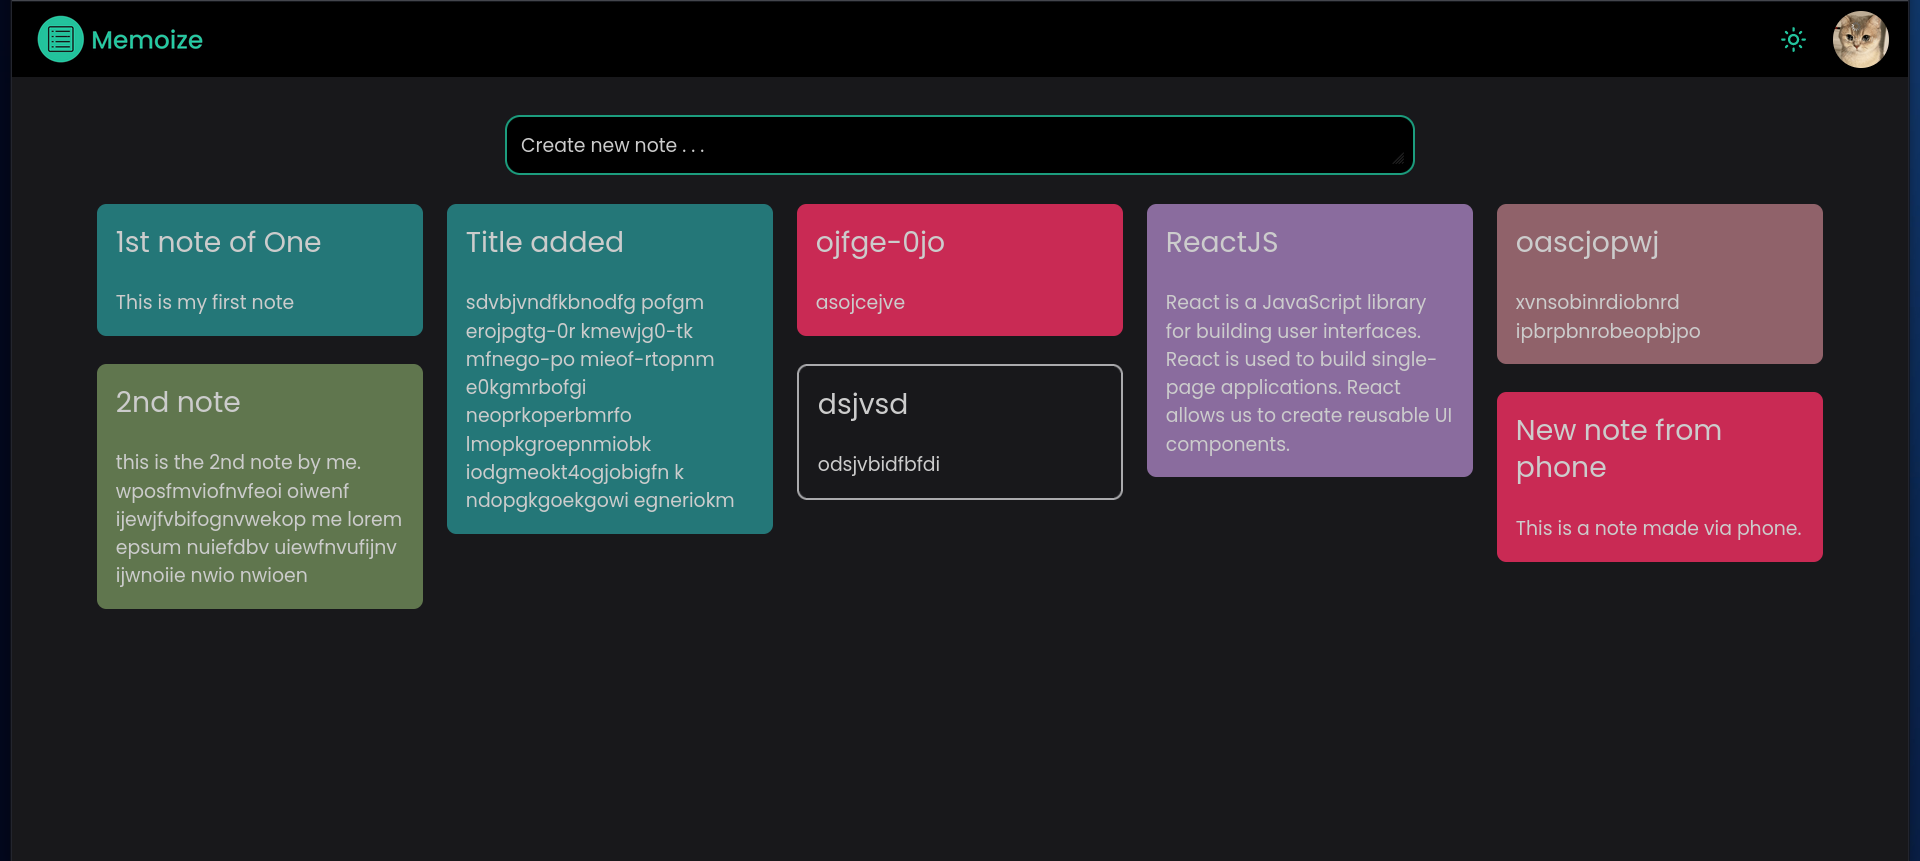 Memoize
Create new note . . .
1st note of One
This is my first note
2nd note
this is the 2nd note by me.
wposfmviofnvfeoi oiwenf
ijewjfvbifognvwekop me lorem
epsum nuiefdbv uiewfnvufijnv
ijwnoiie nwio nwioen
Title added
sdvbjvndfkbnodfg pofgm
erojpgtg-0r kmewjg0-tk
mfnego-po mieof-rtopnm
e0kgmrbofgi
neoprkoperbmrfo
lmopkgroepnmiobk
iodgmeokt4ogjobigfn k
ndopgkgoekgowi egneriokm
ojfge-0jo
asojcejve
dsjvsd
odsjvbidfbfdi
ReactJS
React is a JavaScript library
for building user interfaces.
React is used to build single-
page applications. React
allows us to create reusable UI
components.
oascjopwj
xvnsobinrdiobnrd
ipbrpbnrobeopbjpo
New note from
phone
This is a note made via phone.